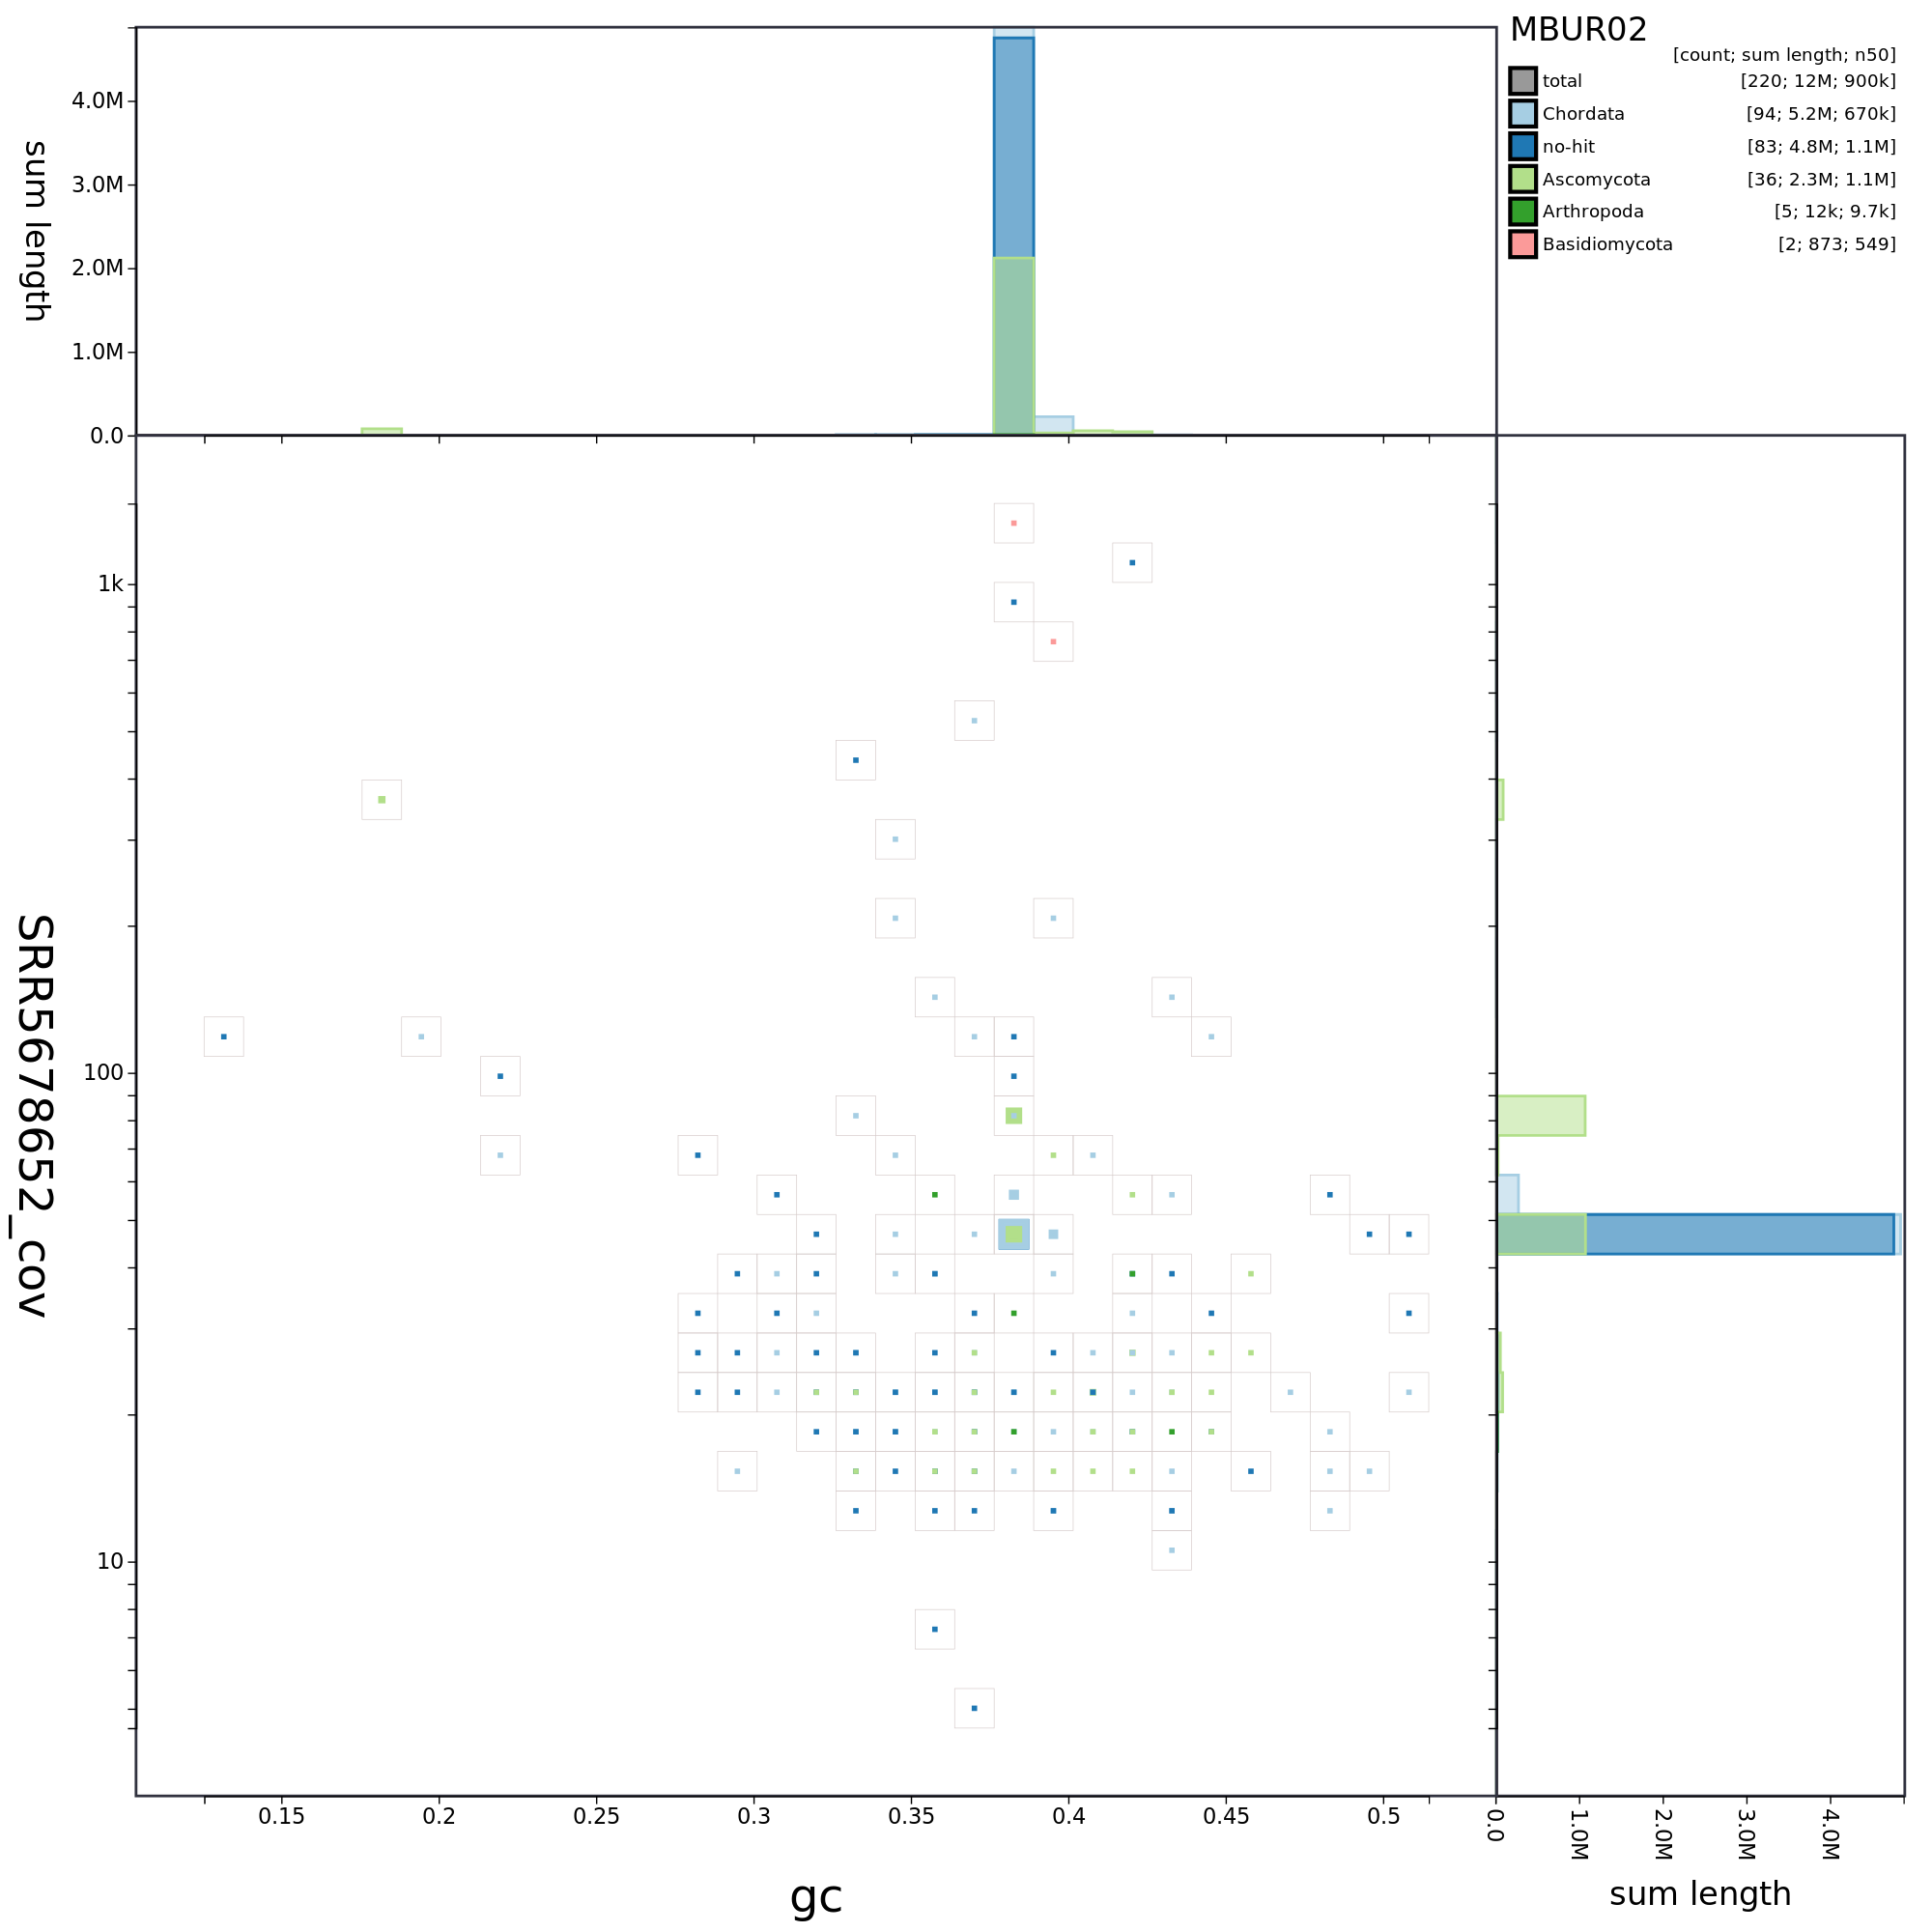 MBUR02
[count; sum length; n50]
total [220; 12M; 900k]
Chordata [94; 5.2M; 670k]
no-hit [83; 4.8M; 1.1M]
Ascomycota [36; 2.3M; 1.1M]
Arthropoda [5; 12k; 9.7k]
Basidiomycota [2; 873; 549]
sum length
4.0M
3.0M
2.0M
1.0M
0.0
SRR5678652_cov
1k
100
10
0.15 0.2 0.25 0.3 0.35 0.4 0.45 0.5
gc
0.0 1.0M 2.0M 3.0M 4.0M
sum length